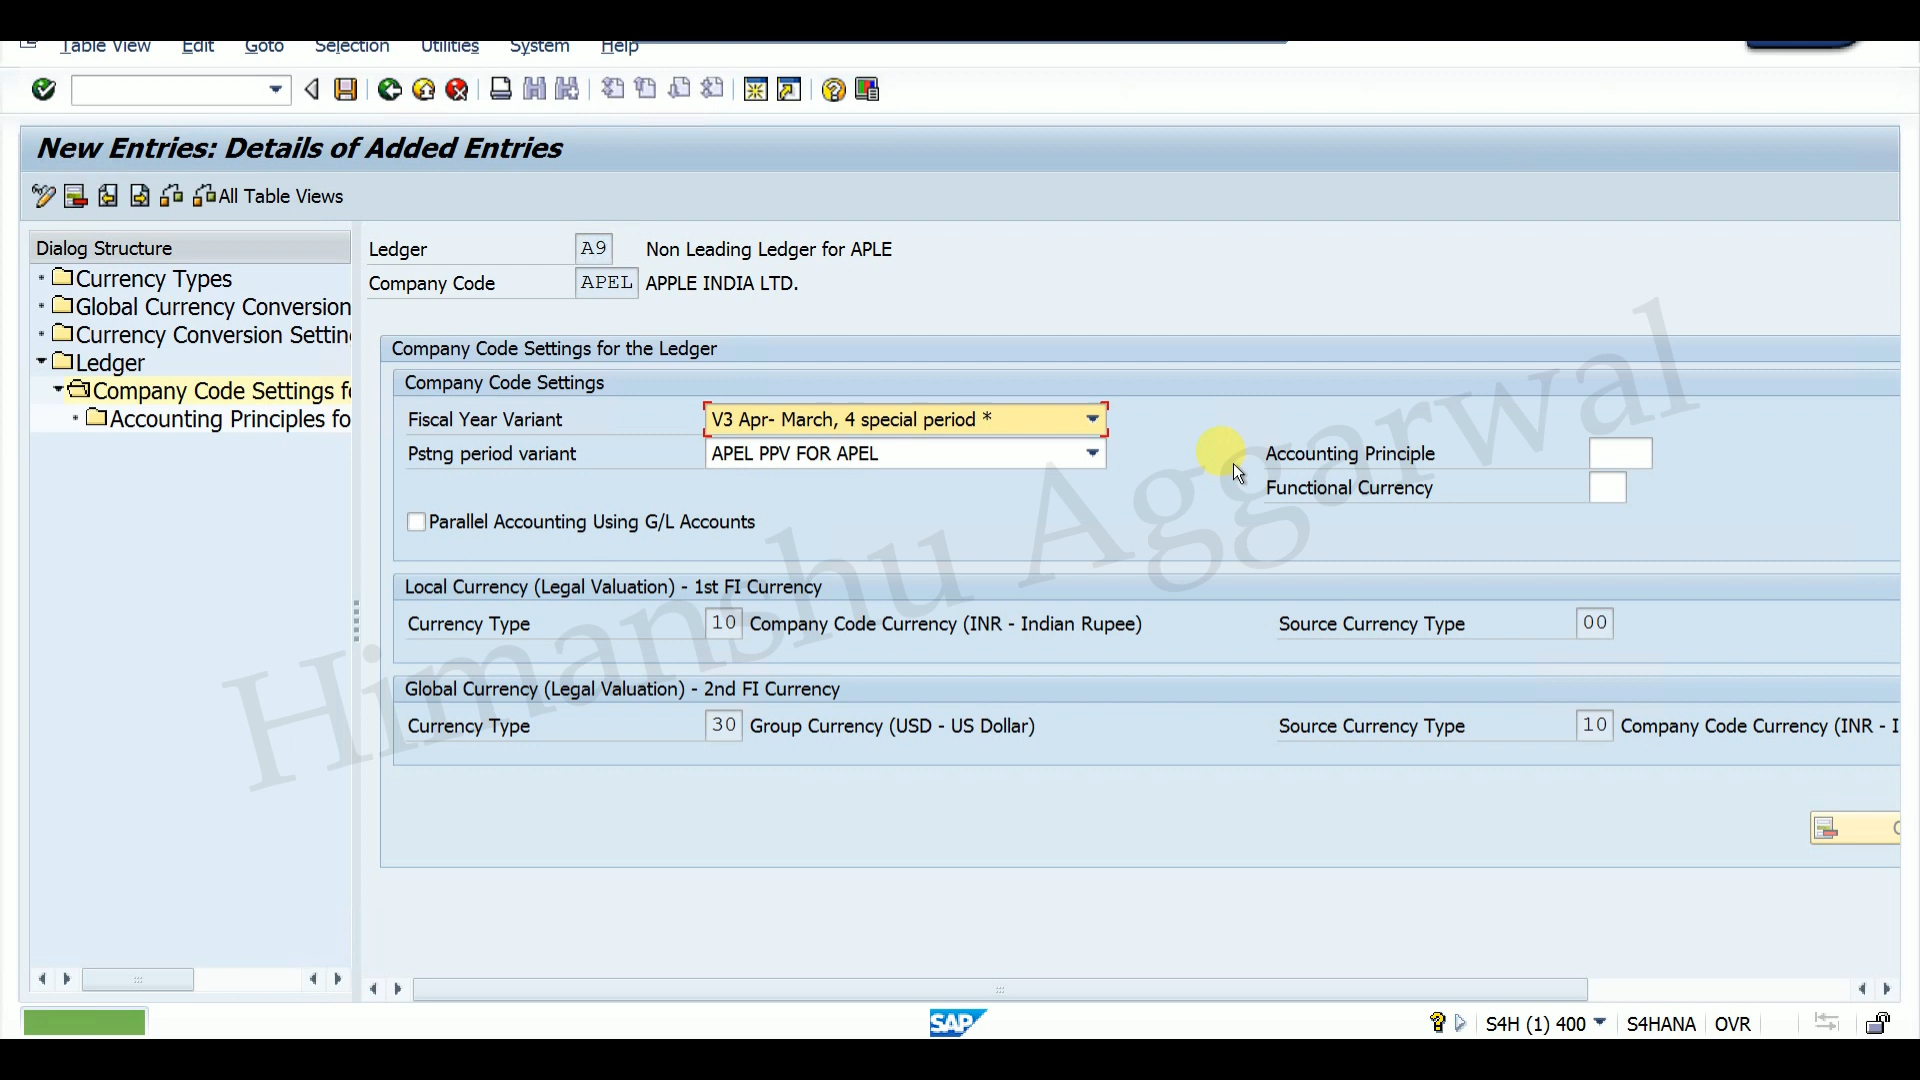 Table View Edit Goto Selection Utilities System Help
New Entries: Details of Added Entries
All Table Views
Dialog Structure
Currency Types
Global Currency Conversion
Currency Conversion Settin
Ledger
Company Code Settings f
Accounting Principles fo
Ledger A9 Non Leading Ledger for APLE
Company Code APEL APPLE INDIA LTD.
Company Code Settings for the Ledger
Company Code Settings
Fiscal Year Variant V3 Apr- March, 4 special period *
Pstng period variant APEL PPV FOR APEL Accounting Principle
Functional Currency
Parallel Accounting Using G/L Accounts
Local Currency (Legal Valuation) - 1st FI Currency
Currency Type 10 Company Code Currency (INR - Indian Rupee) Source Currency Type 00
Global Currency (Legal Valuation) - 2nd FI Currency
Currency Type 30 Group Currency (USD - US Dollar) Source Currency Type 10 Company Code Currency (INR - I
Himanshu Aggarwal
SAP S4H (1) 400 S4HANA OVR